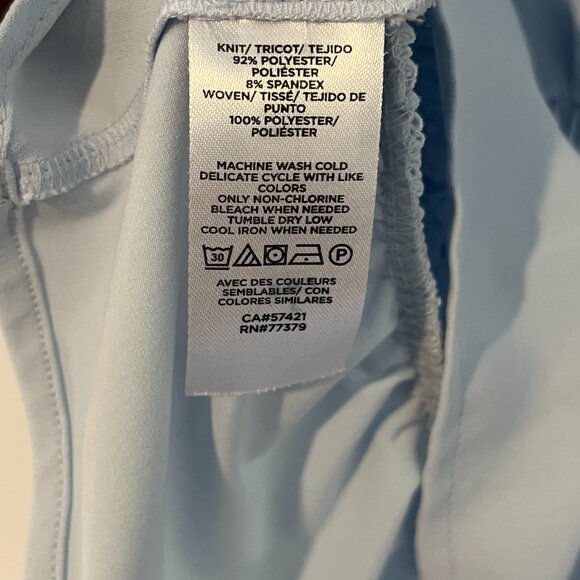 KNIT/ TRICOT/ TEJIDO
92% POLYESTER/
POLIÉSTER
8% SPANDEX
WOVEN/ TISSÉ/ TEJIDO DE
PUNTO
100% POLYESTER/
POLIÉSTER
MACHINE WASH COLD
DELICATE CYCLE WITH LIKE
COLORS
ONLY NON-CHLORINE
BLEACH WHEN NEEDED
TUMBLE DRY LOW
COOL IRON WHEN NEEDED
30 P
AVEC DES COULEURS
SEMBLABLES/ CON
COLORES SIMILARES
CA#57421
RN#77379